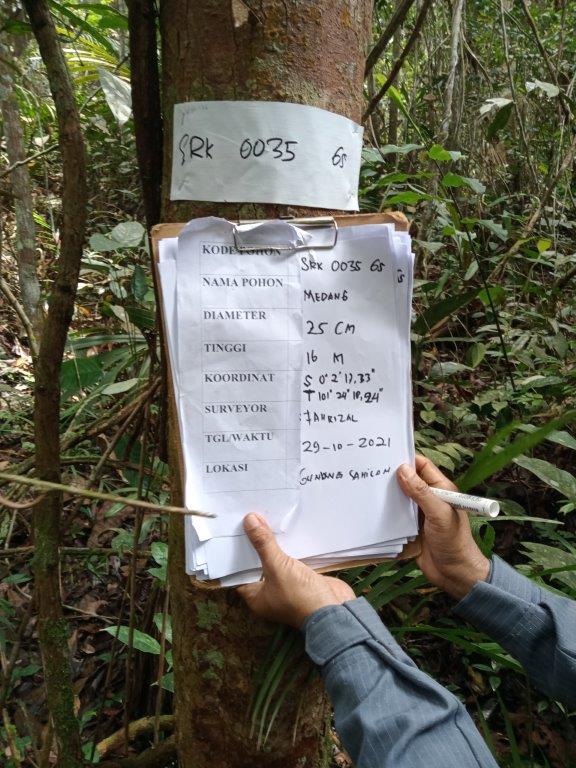 SRK 0035 GS
KODE POHON SRK 0035 GS
NAMA POHON MEDANG
DIAMETER 25 CM
TINGGI 16 M
KOORDINAT S 0° 2' 17,33"
T 101° 24' 18,94"
SURVEYOR FAHRIZAL
TGL/WAKTU 29-10-2021
LOKASI GUNUNG SAHILAN